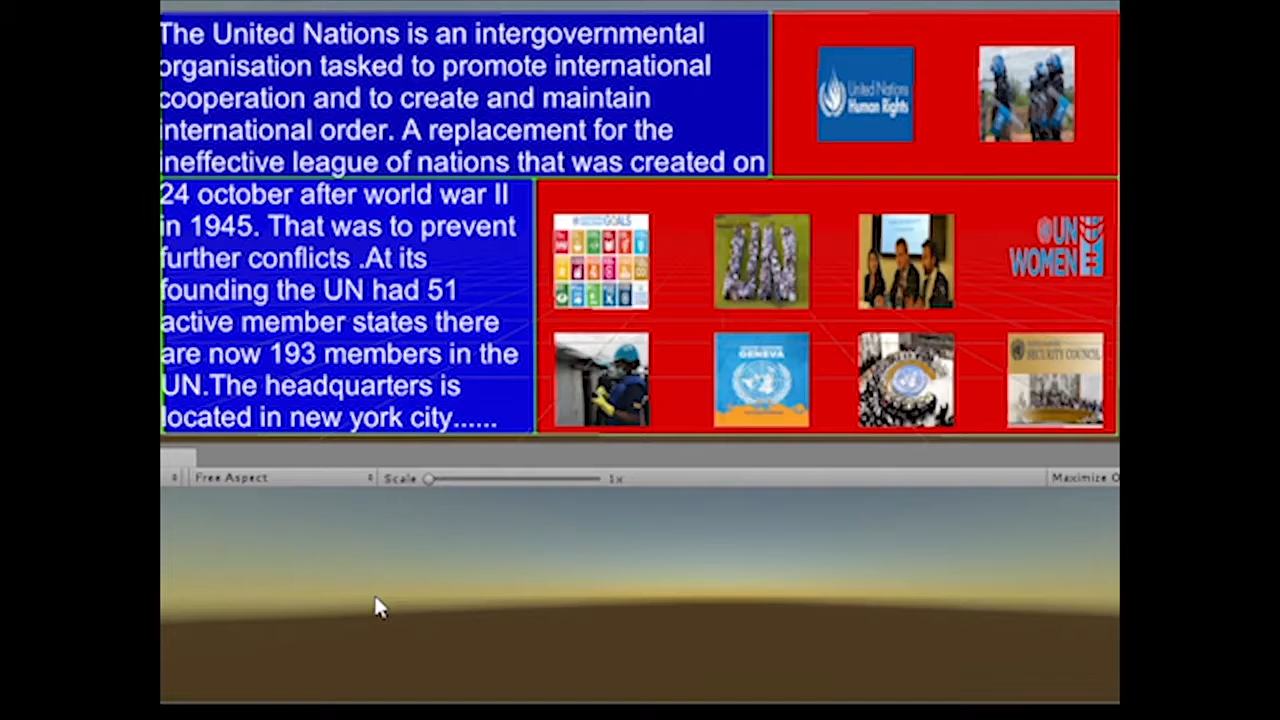 The United Nations is an intergovernmental
organisation tasked to promote international
cooperation and to create and maintain
international order. A replacement for the
ineffective league of nations that was created on
24 october after world war II
in 1945. That was to prevent
further conflicts .At its
founding the UN had 51
active member states there
are now 193 members in the
UN.The headquarters is
located in new york city......
United Nations
Human Rights
GOALS
UN
UN
WOMEN
GENEVA
SECURITY COUNCIL
Free Aspect
Scale
1x
Maximize O